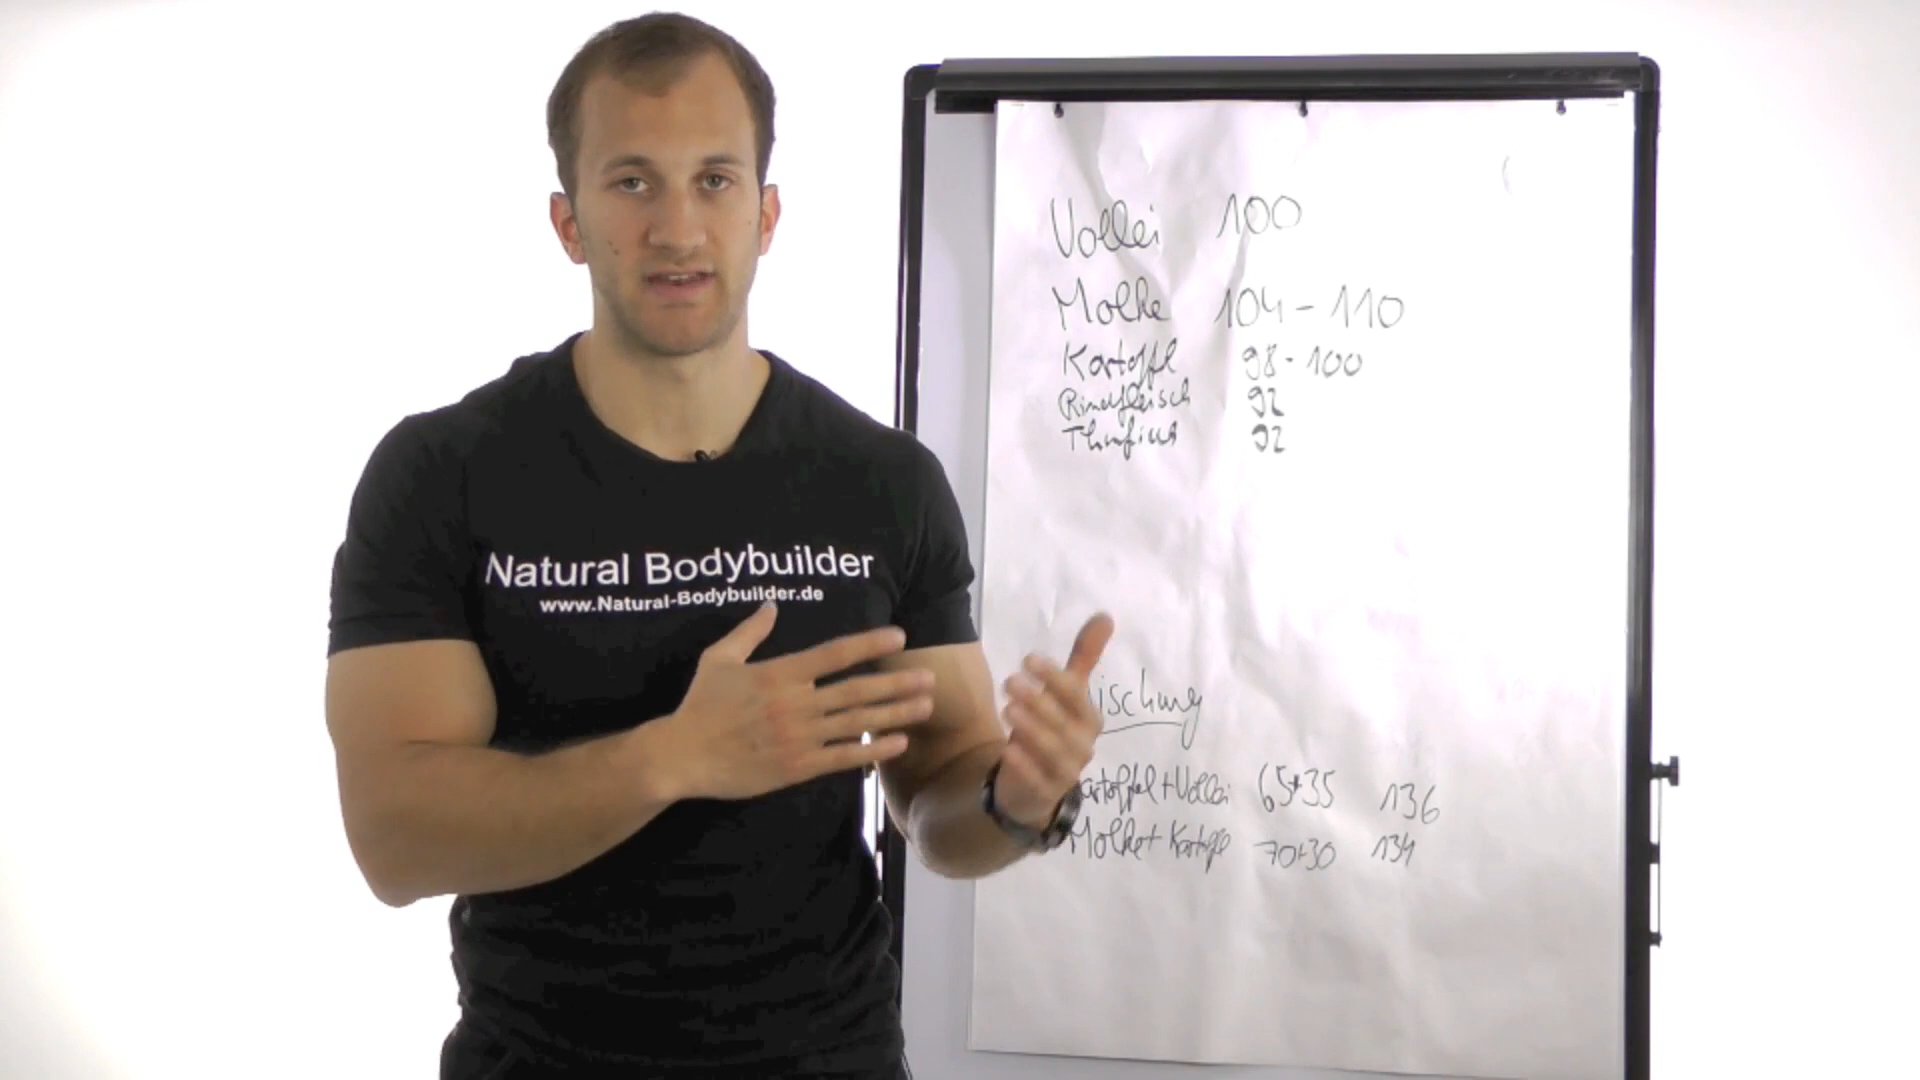 Natural Bodybuilder
www.Natural-Bodybuilder.de
Vollei 100
Molke 104-110
Kartoffel 98-100
Rindfleisch 92
Thunfisch 92
ischung
artoffel+Vollei 65+35 136
Molke+Kartoffel 70+30 134